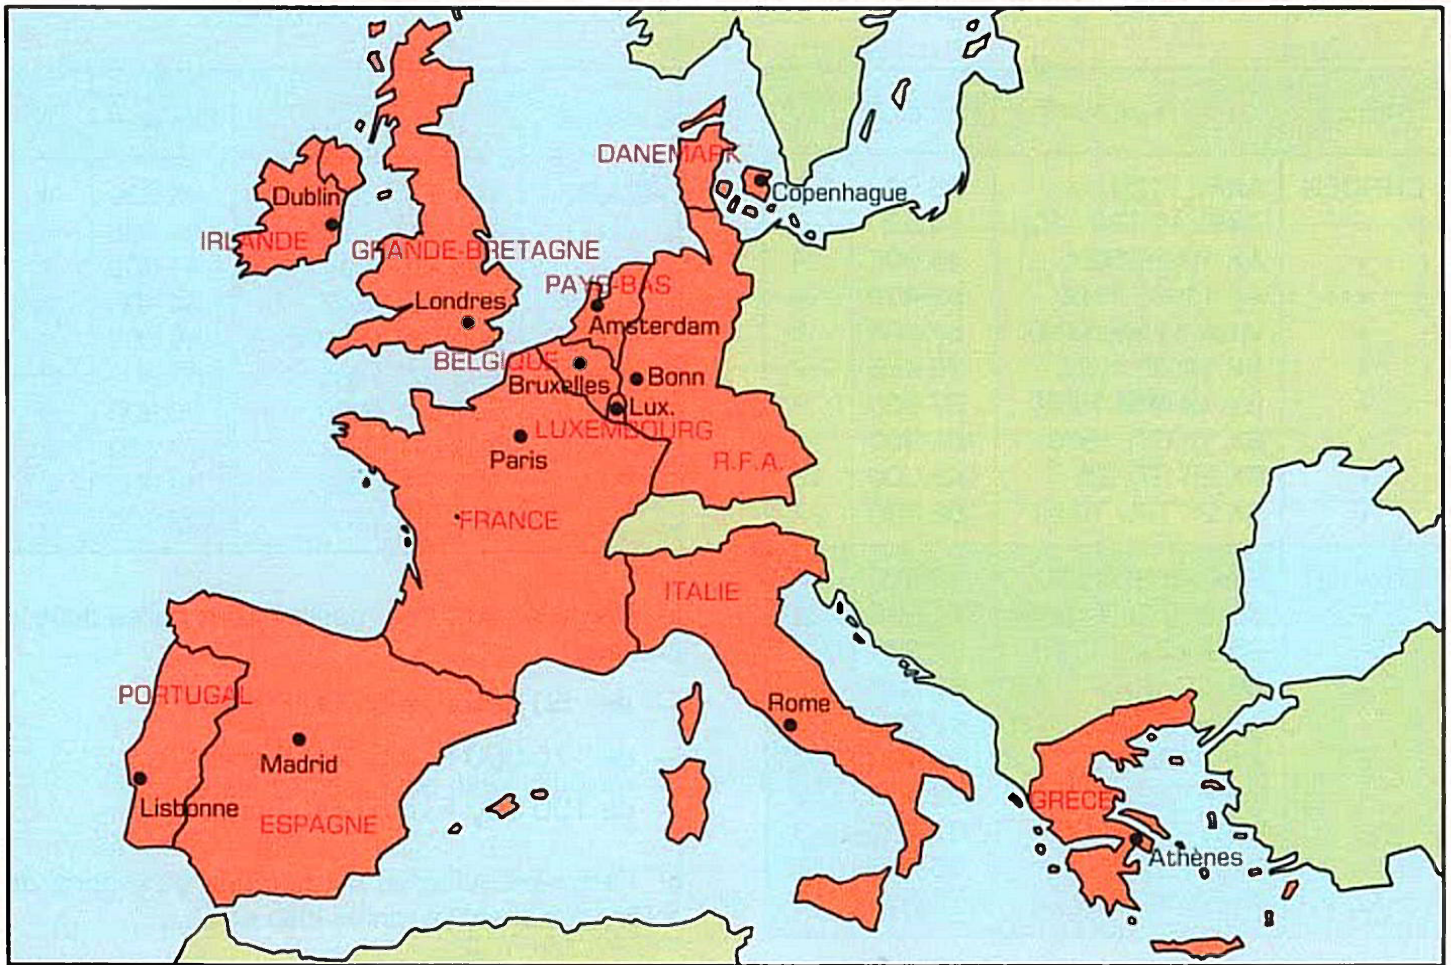 DANEMARK
Copenhague
Dublin
IRLANDE
GRANDE-BRETAGNE
PAYS-BAS
Londres
Amsterdam
BELGIQUE
Bruxelles
Bonn
Lux.
LUXEMBOURG
Paris
R.F.A.
FRANCE
ITALIE
PORTUGAL
Rome
Madrid
Lisbonne
ESPAGNE
GRECE
Athènes